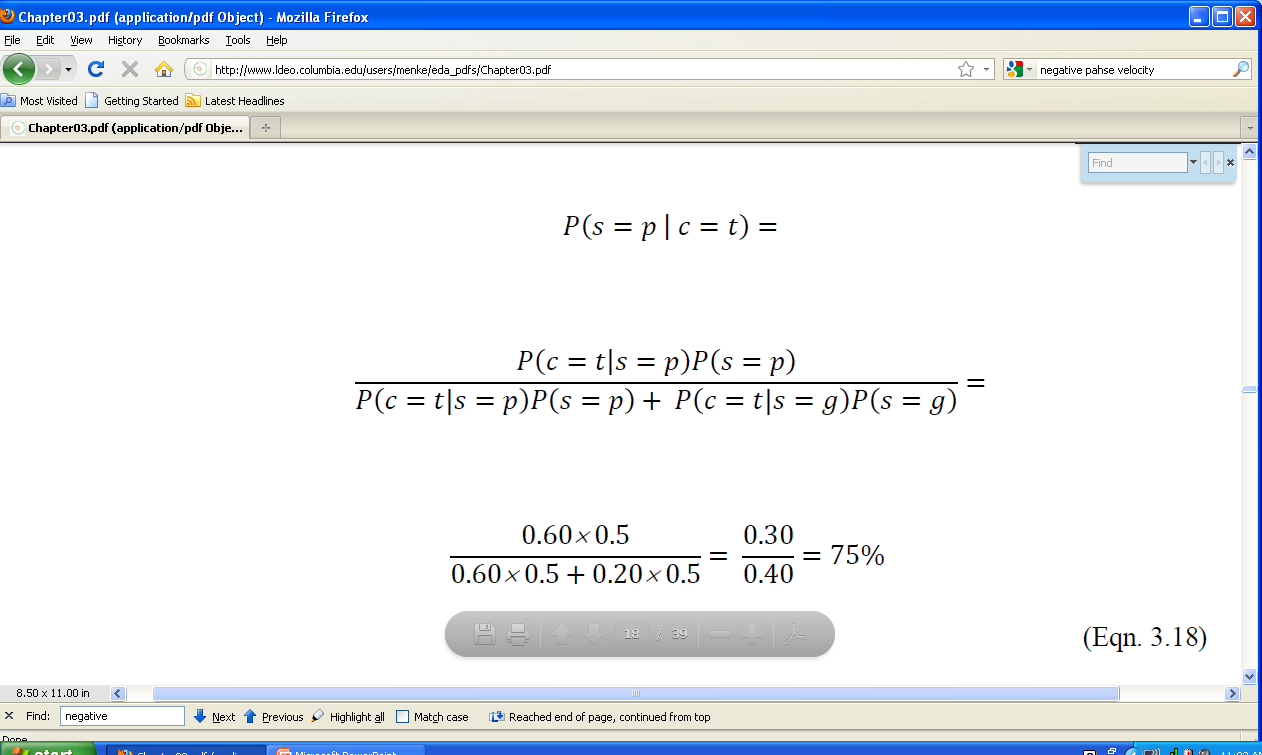 Chapter03.pdf (application/pdf Object) - Mozilla Firefox
File Edit View History Bookmarks Tools Help
http://www.ldeo.columbia.edu/users/menke/eda_pdfs/Chapter03.pdf negative pahse velocity
Most Visited Getting Started Latest Headlines
Chapter03.pdf (application/pdf Obje...
Find
P(s = p | c = t) =
P(c = t|s = p)P(s = p)
P(c = t|s = p)P(s = p) + P(c = t|s = g)P(s = g) =
0.60×0.5
0.60×0.5 + 0.20×0.5 = 0.30 / 0.40 = 75%
18 / 39
(Eqn. 3.18)
8.50 x 11.00 in
Find: negative Next Previous Highlight all Match case Reached end of page, continued from top
Done
start